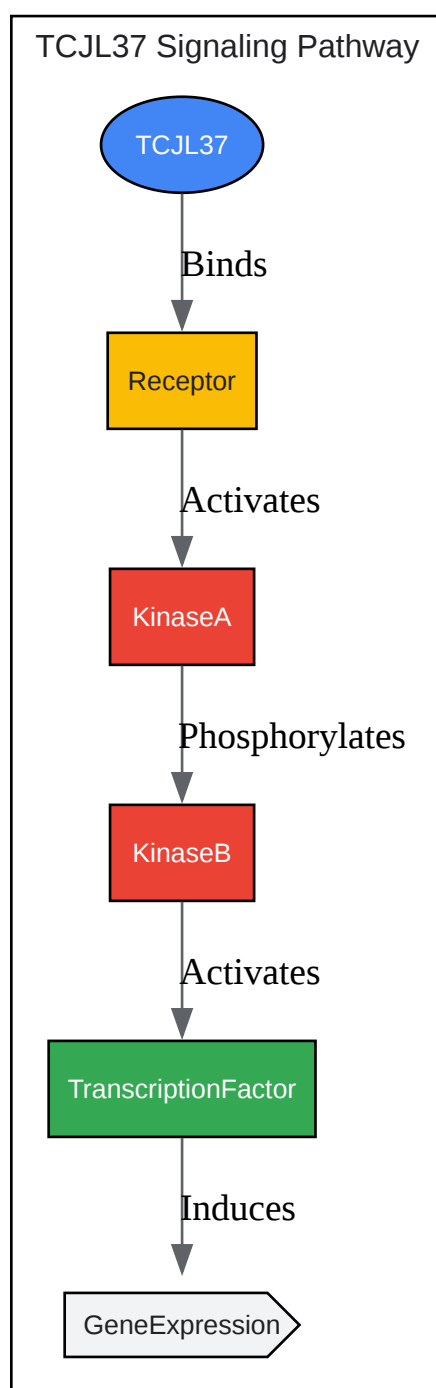 TCJL37 Signaling Pathway
TCJL37
Binds
Receptor
Activates
KinaseA
Phosphorylates
KinaseB
Activates
TranscriptionFactor
Induces
GeneExpression